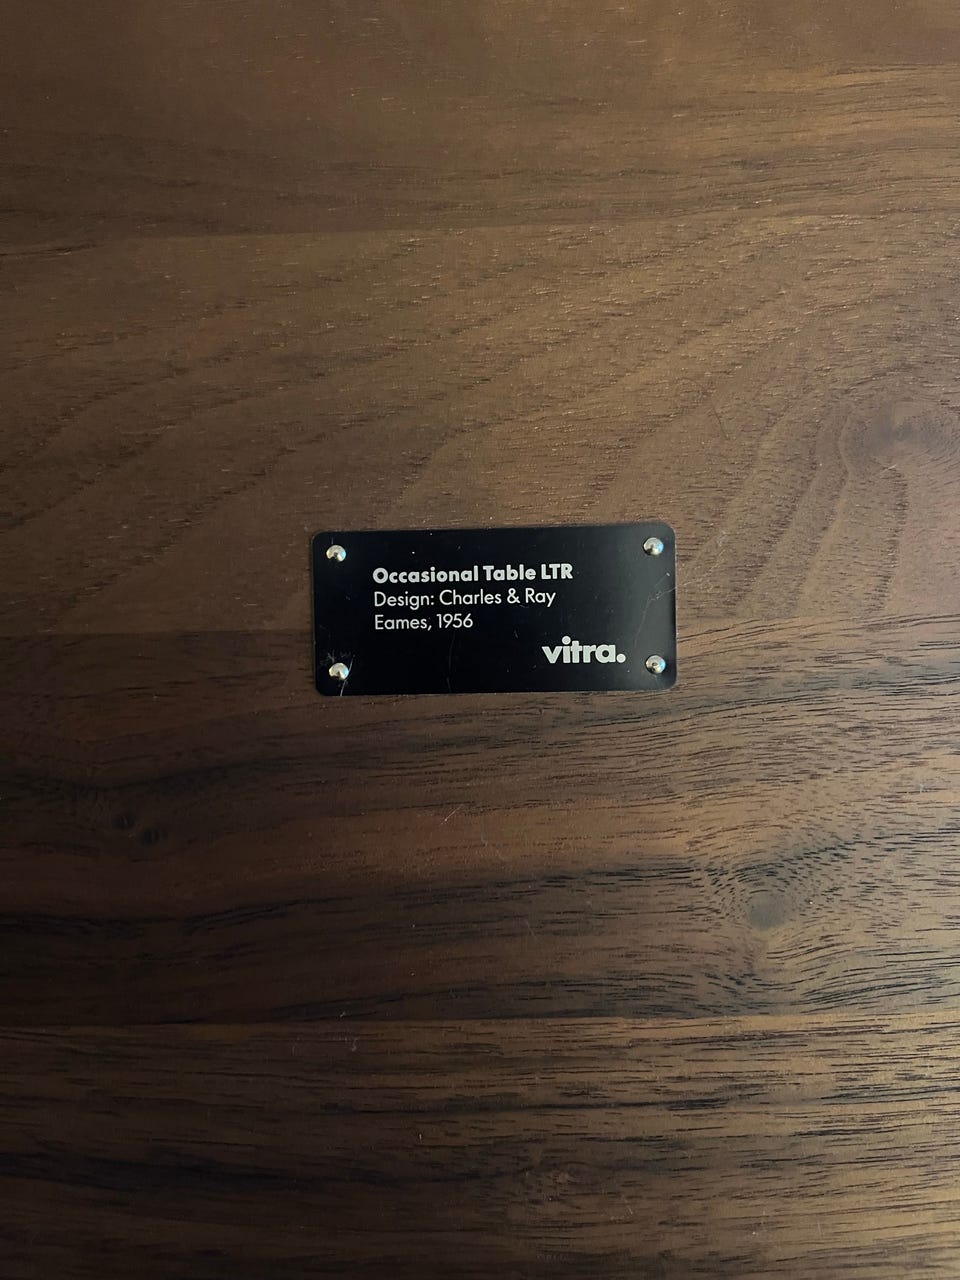 Occasional Table LTR
Design: Charles & Ray
Eames, 1956
vitra.